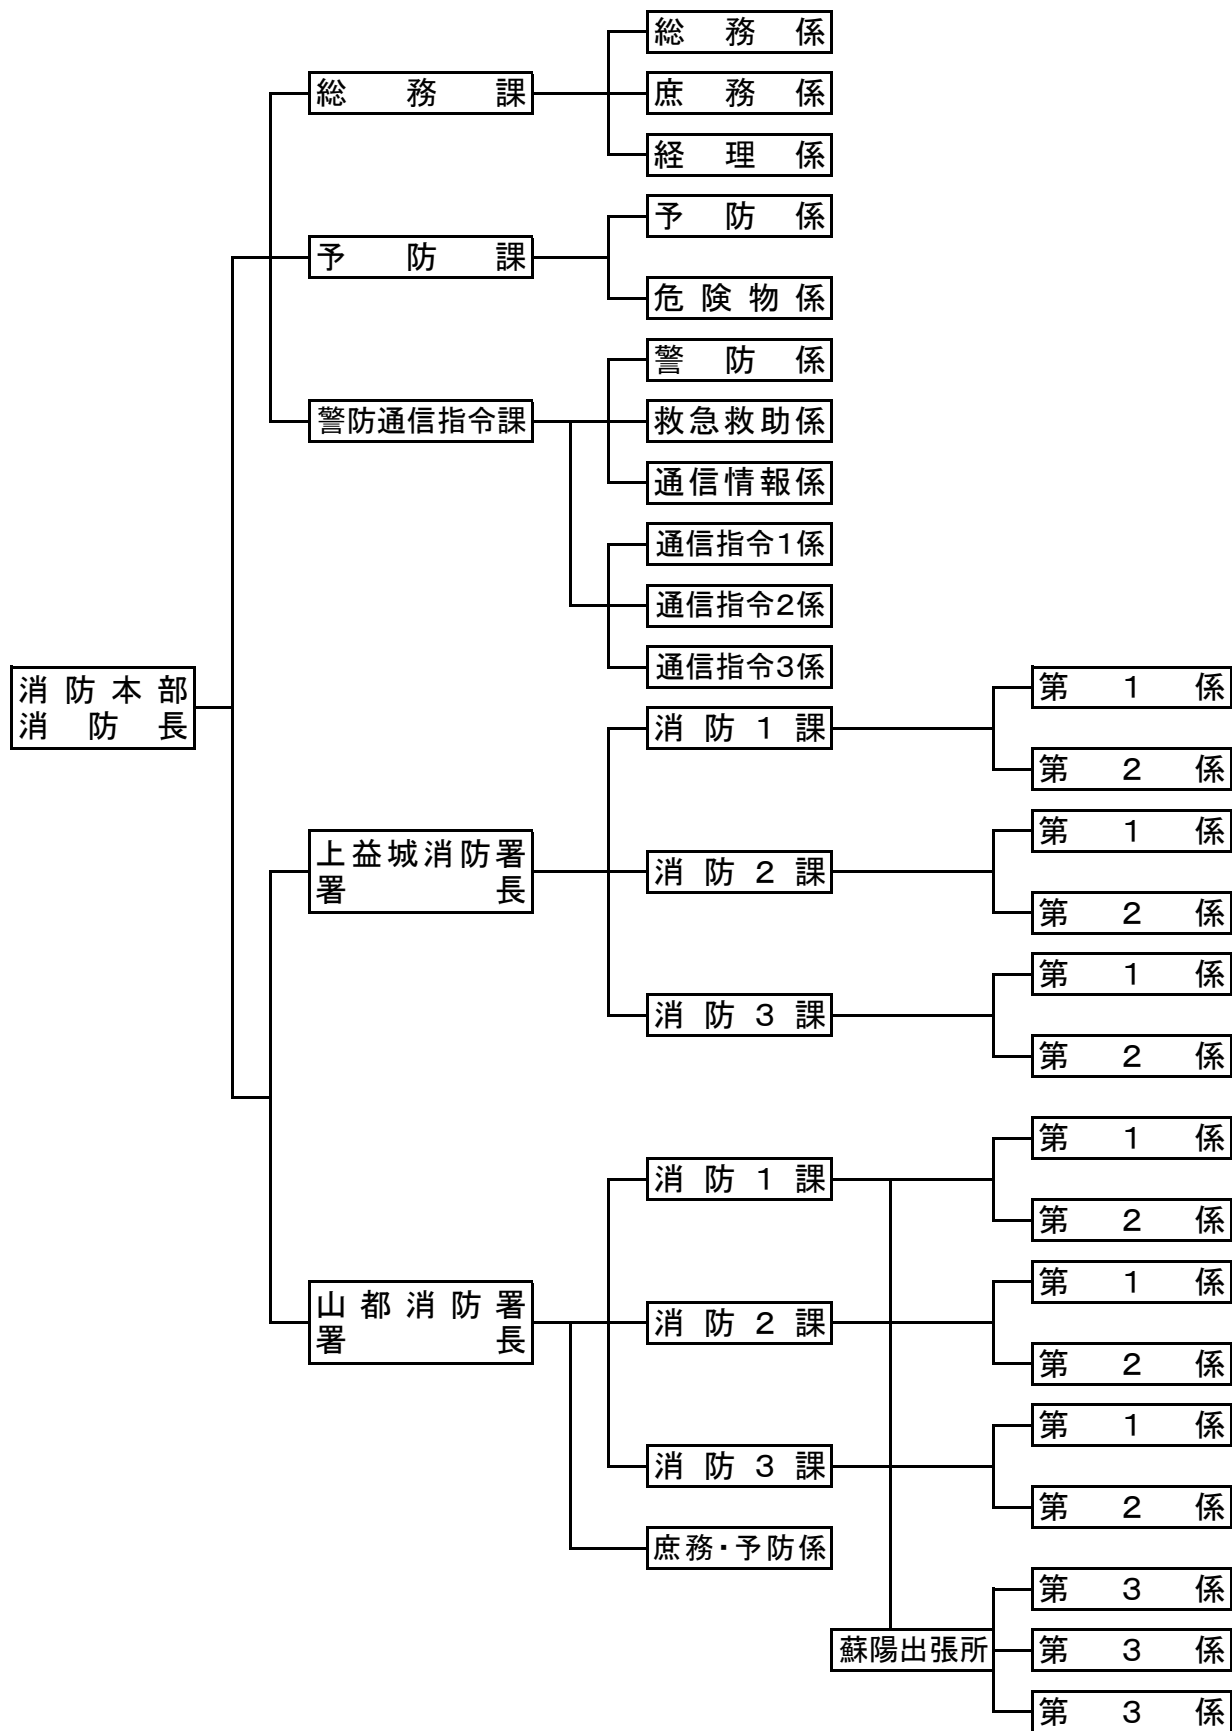 総務係
総務課
庶務係
経理係
予防係
予防課
危険物係
警防係
警防通信指令課
救急救助係
通信情報係
通信指令1係
通信指令2係
通信指令3係
消防本部
消防長
消防1課
第1係
第2係
上益城消防署
署長
消防2課
第1係
第2係
消防3課
第1係
第2係
消防1課
第1係
第2係
山都消防署
署長
消防2課
第1係
第2係
消防3課
第1係
第2係
庶務・予防係
蘇陽出張所
第3係
第3係
第3係